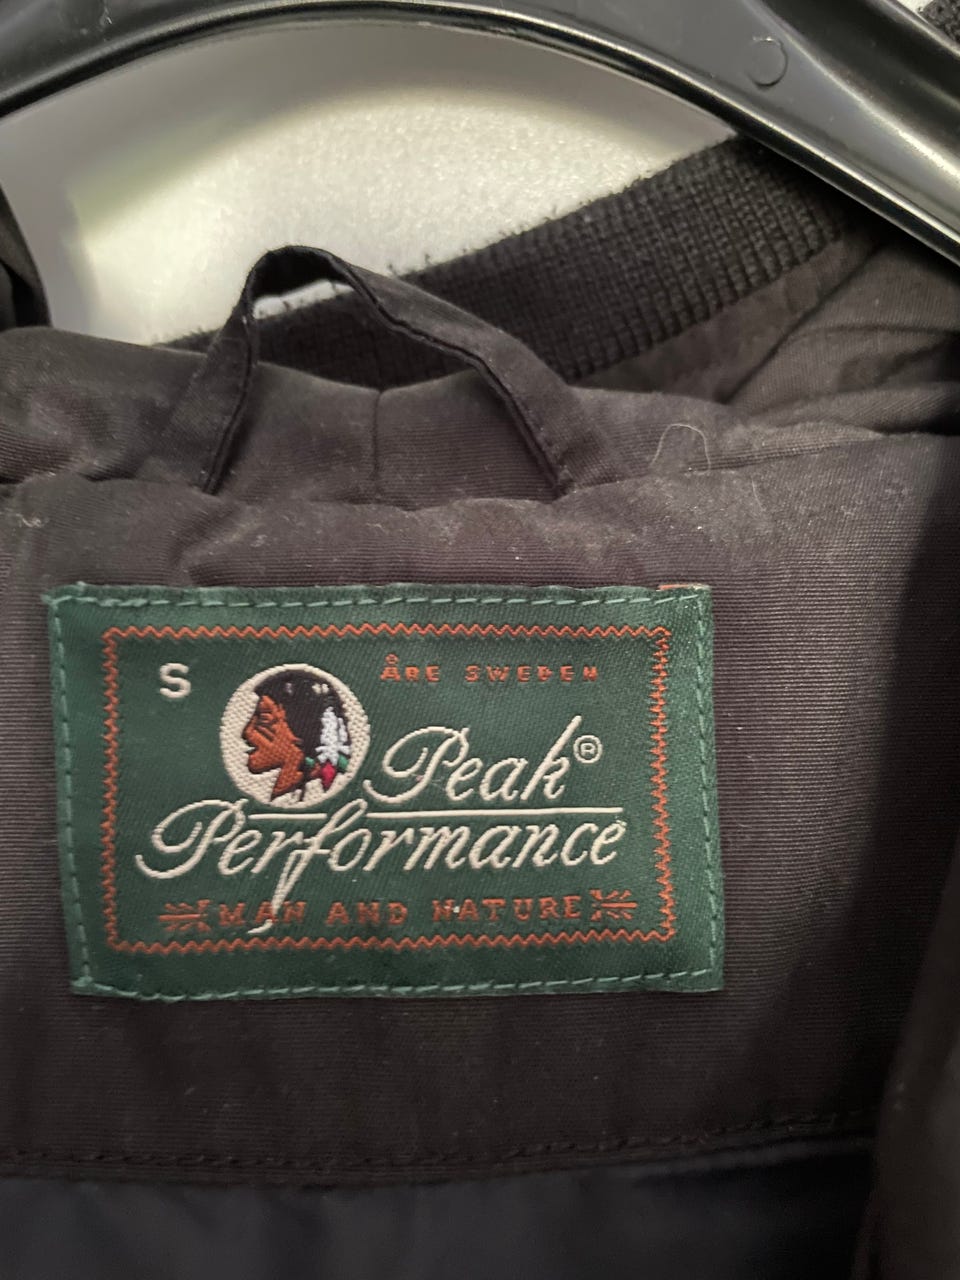 S
ÅRE SWEDEN
Peak®
Performance
MAN AND NATURE